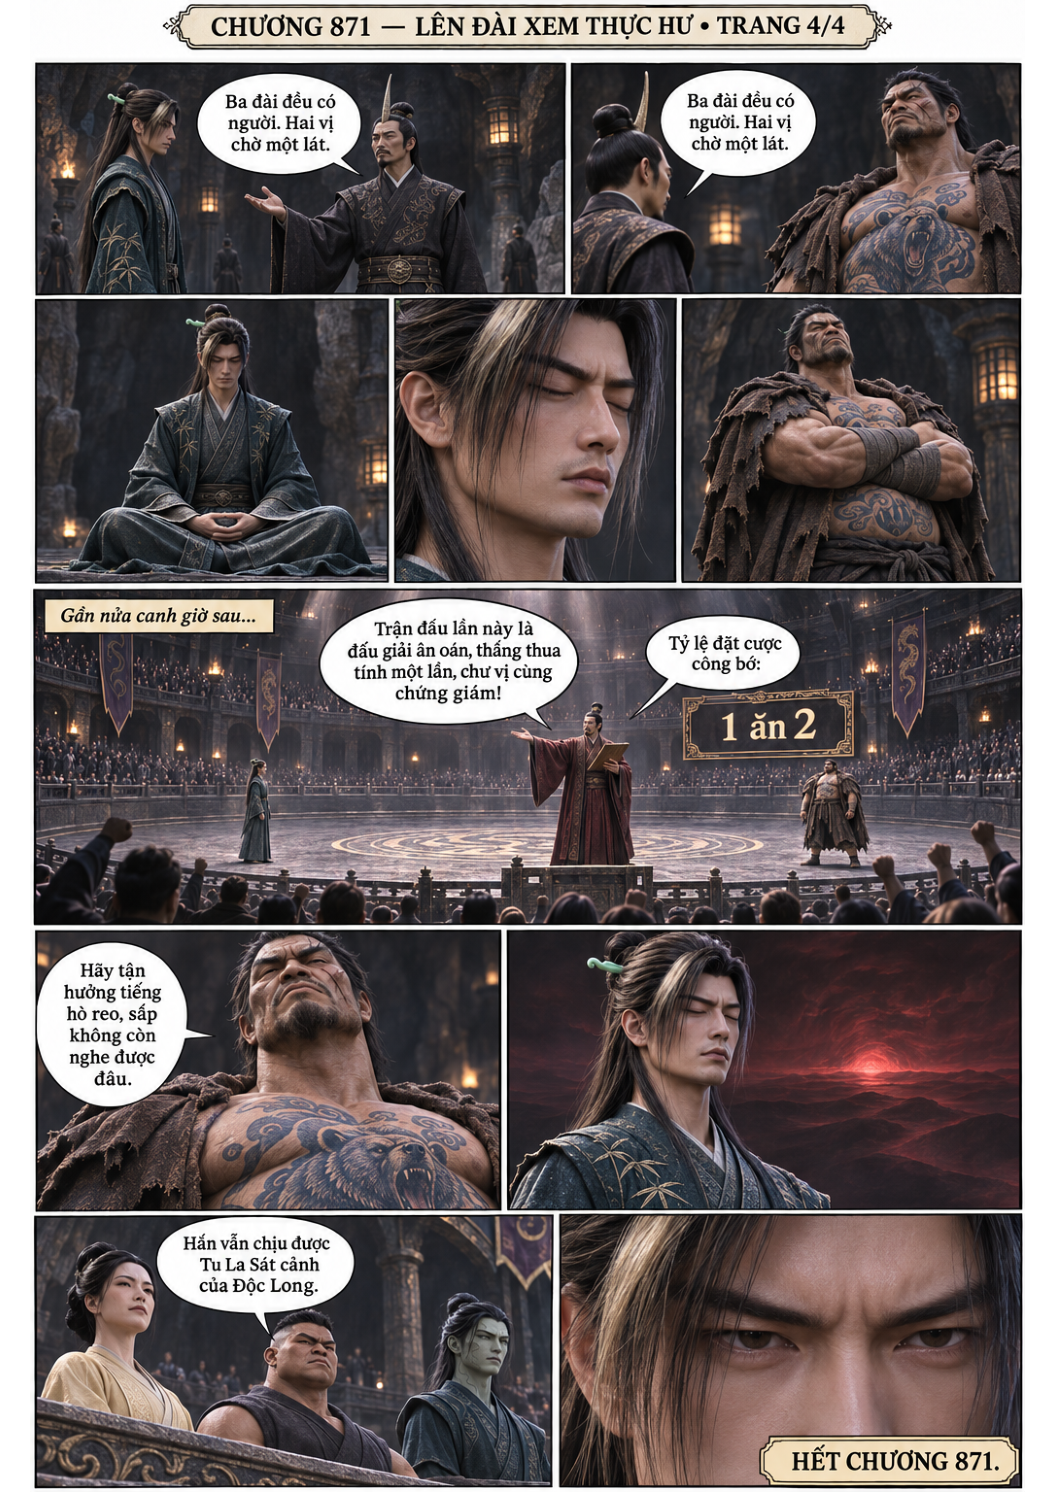 CHƯƠNG 871 — LÊN ĐÀI XEM THỰC HƯ • TRANG 4/4
Ba đài đều có
người. Hai vị
chờ một lát.
Ba đài đều có
người. Hai vị
chờ một lát.
Gần nửa canh giờ sau...
Trận đấu lần này là
đấu giải ân oán, thắng thua
tính một lần, chư vị cùng
chứng giám!
Tỷ lệ đặt cược
công bớ:
1 ăn 2
Hãy tận
hưởng tiếng
hò reo, sắp
không còn
nghe được
đâu.
Hắn vẫn chịu được
Tu La Sát cảnh
của Độc Long.
HẾT CHƯƠNG 871.